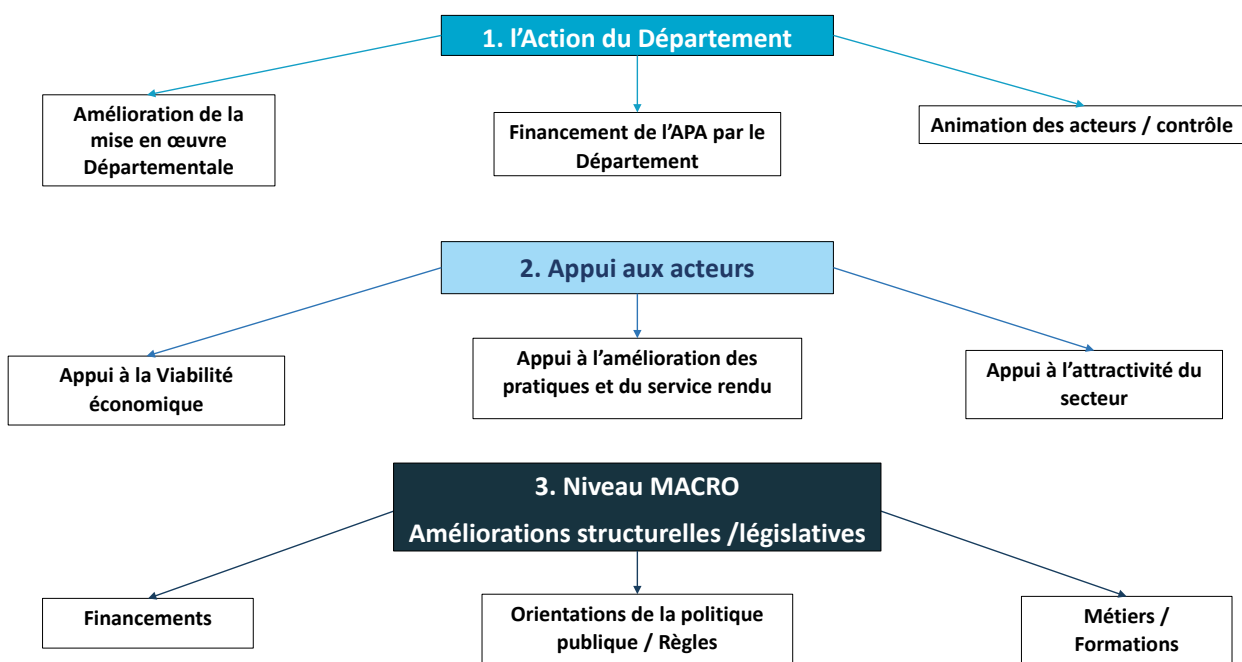 1. l'Action du Département
Amélioration de la
mise en œuvre
Départementale
Financement de l'APA par le
Département
Animation des acteurs / contrôle
2. Appui aux acteurs
Appui à la Viabilité
économique
Appui à l'amélioration des
pratiques et du service rendu
Appui à l'attractivité du
secteur
3. Niveau MACRO
Améliorations structurelles /législatives
Financements
Orientations de la politique
publique / Règles
Métiers /
Formations